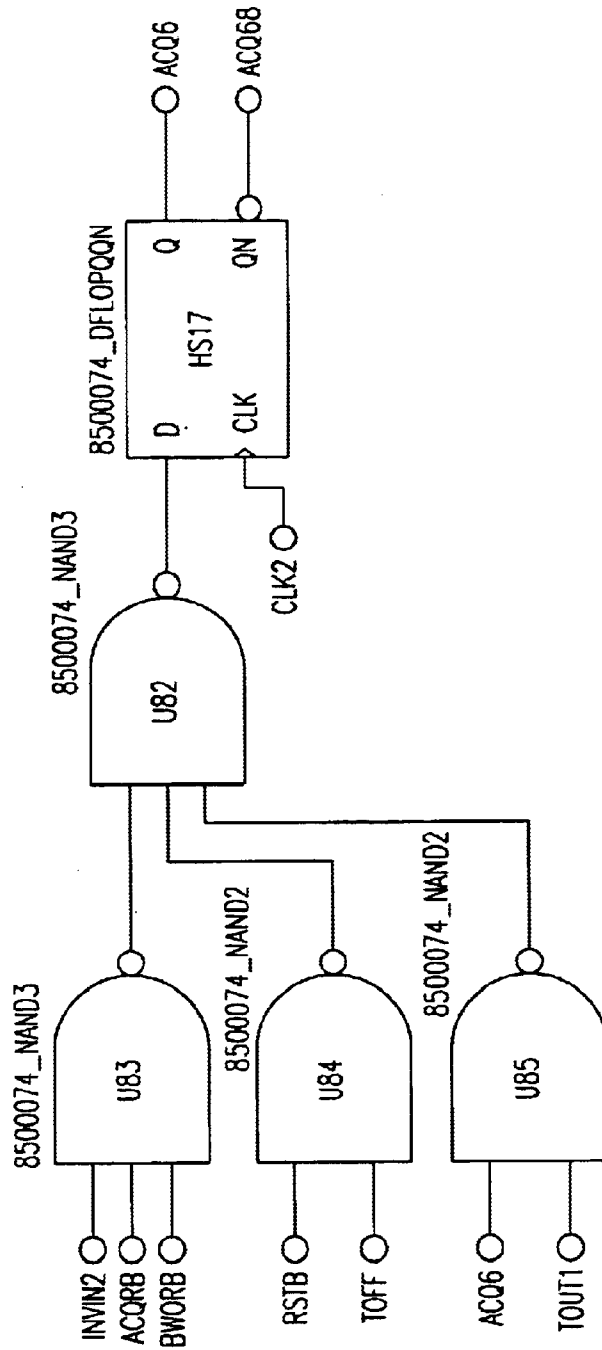 8500074_NAND3
INVIN2
ACQRB
BWORB
U83
8500074_NAND2
RSTB
TOFF
U84
8500074_NAND2
ACQ6
TOUT1
U85
8500074_NAND3
U82
8500074_DFLOPQQN
D
Q
CLK
QN
HS17
CLK2
ACQ6
ACQ68